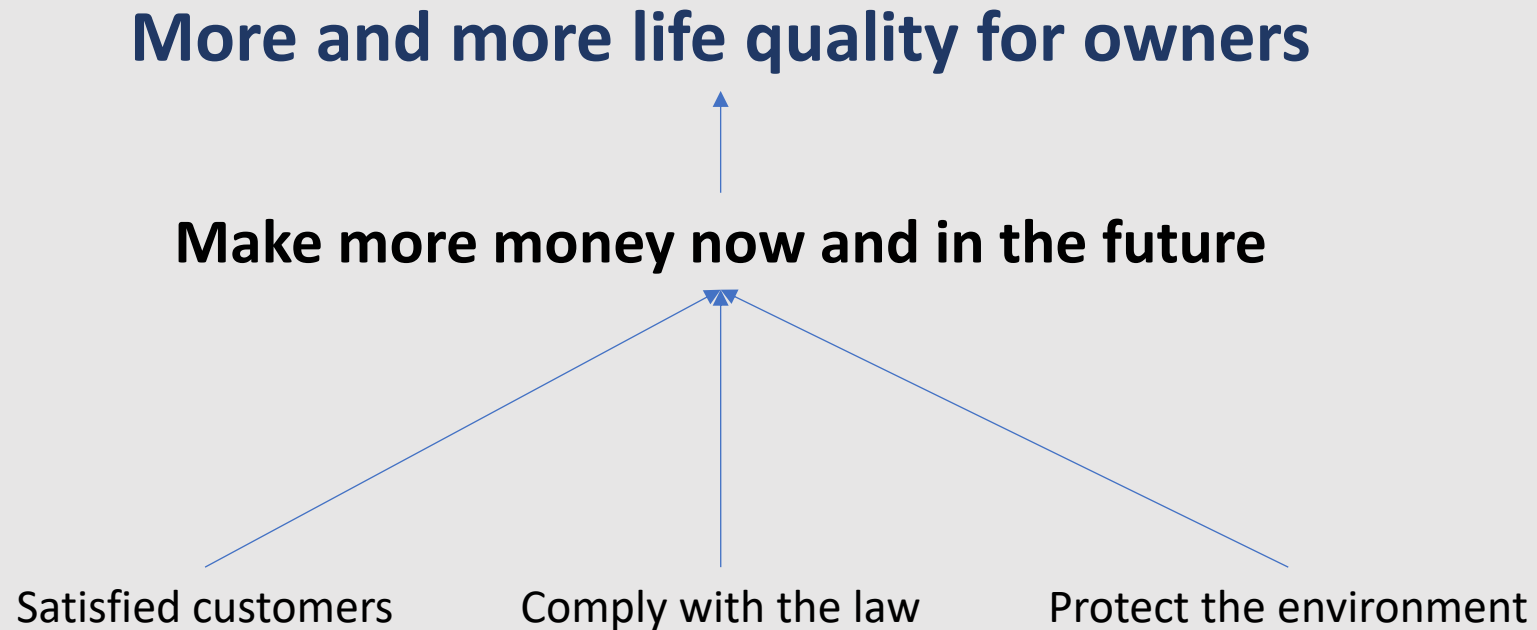 More and more life quality for owners
Make more money now and in the future
Satisfied customers
Comply with the law
Protect the environment